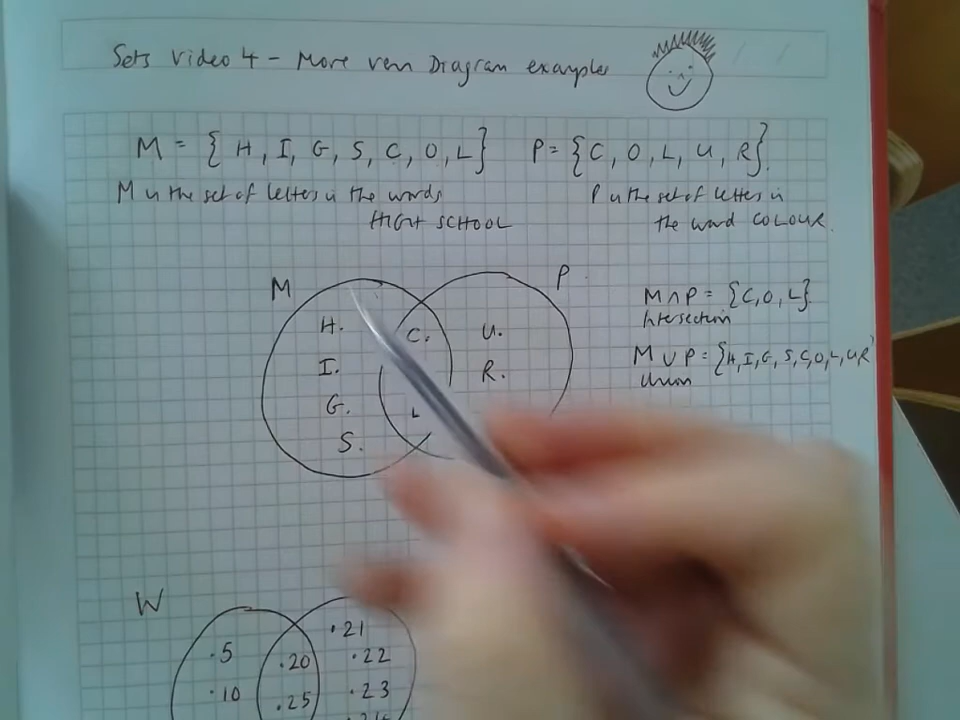 Sets video 4 - More venn Diagram examples
M = {H, I, G, S, C, O, L}
P = {C, O, L, U, R}
M is the set of letters in the words
HIGH SCHOOL
P is the set of letters in
the word COLOUR.
M
P
H.
I.
G.
S.
C.
L
U.
R.
M ∩ P = {C, O, L}
Intersection
M ∪ P = {H, I, G, S, C, O, L, U, R
Union
W
.5
.10
.20
.25
.21
.22
.23